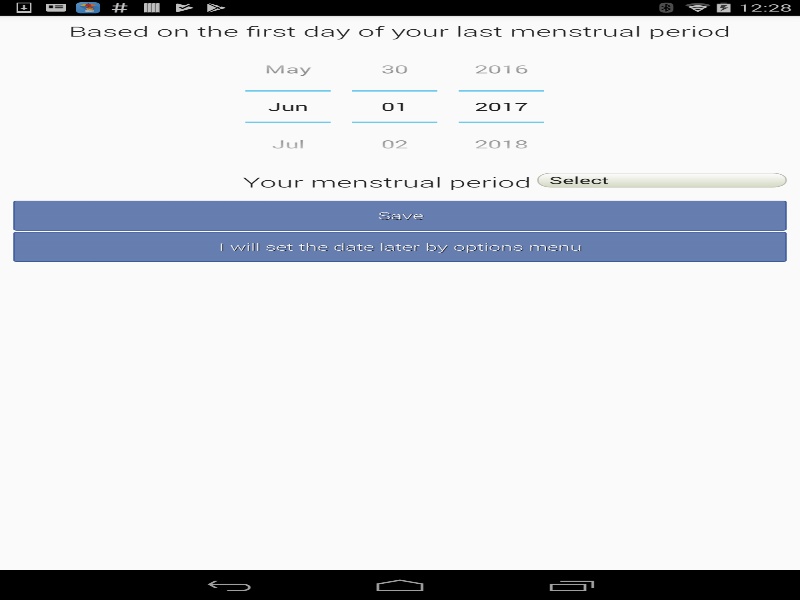 12:28
Based on the first day of your last menstrual period
May 30 2016
Jun 01 2017
Jul 02 2018
Your menstrual period Select
Save
I will set the date later by options menu